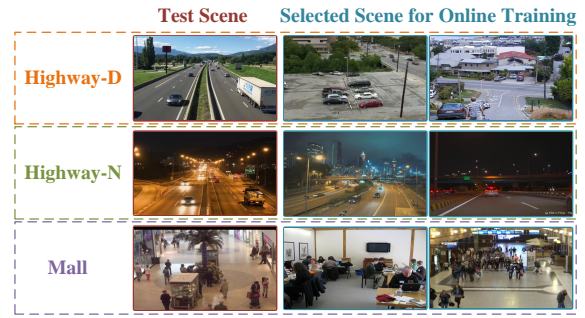 Test Scene Selected Scene for Online Training
Highway-D
Highway-N
Mall